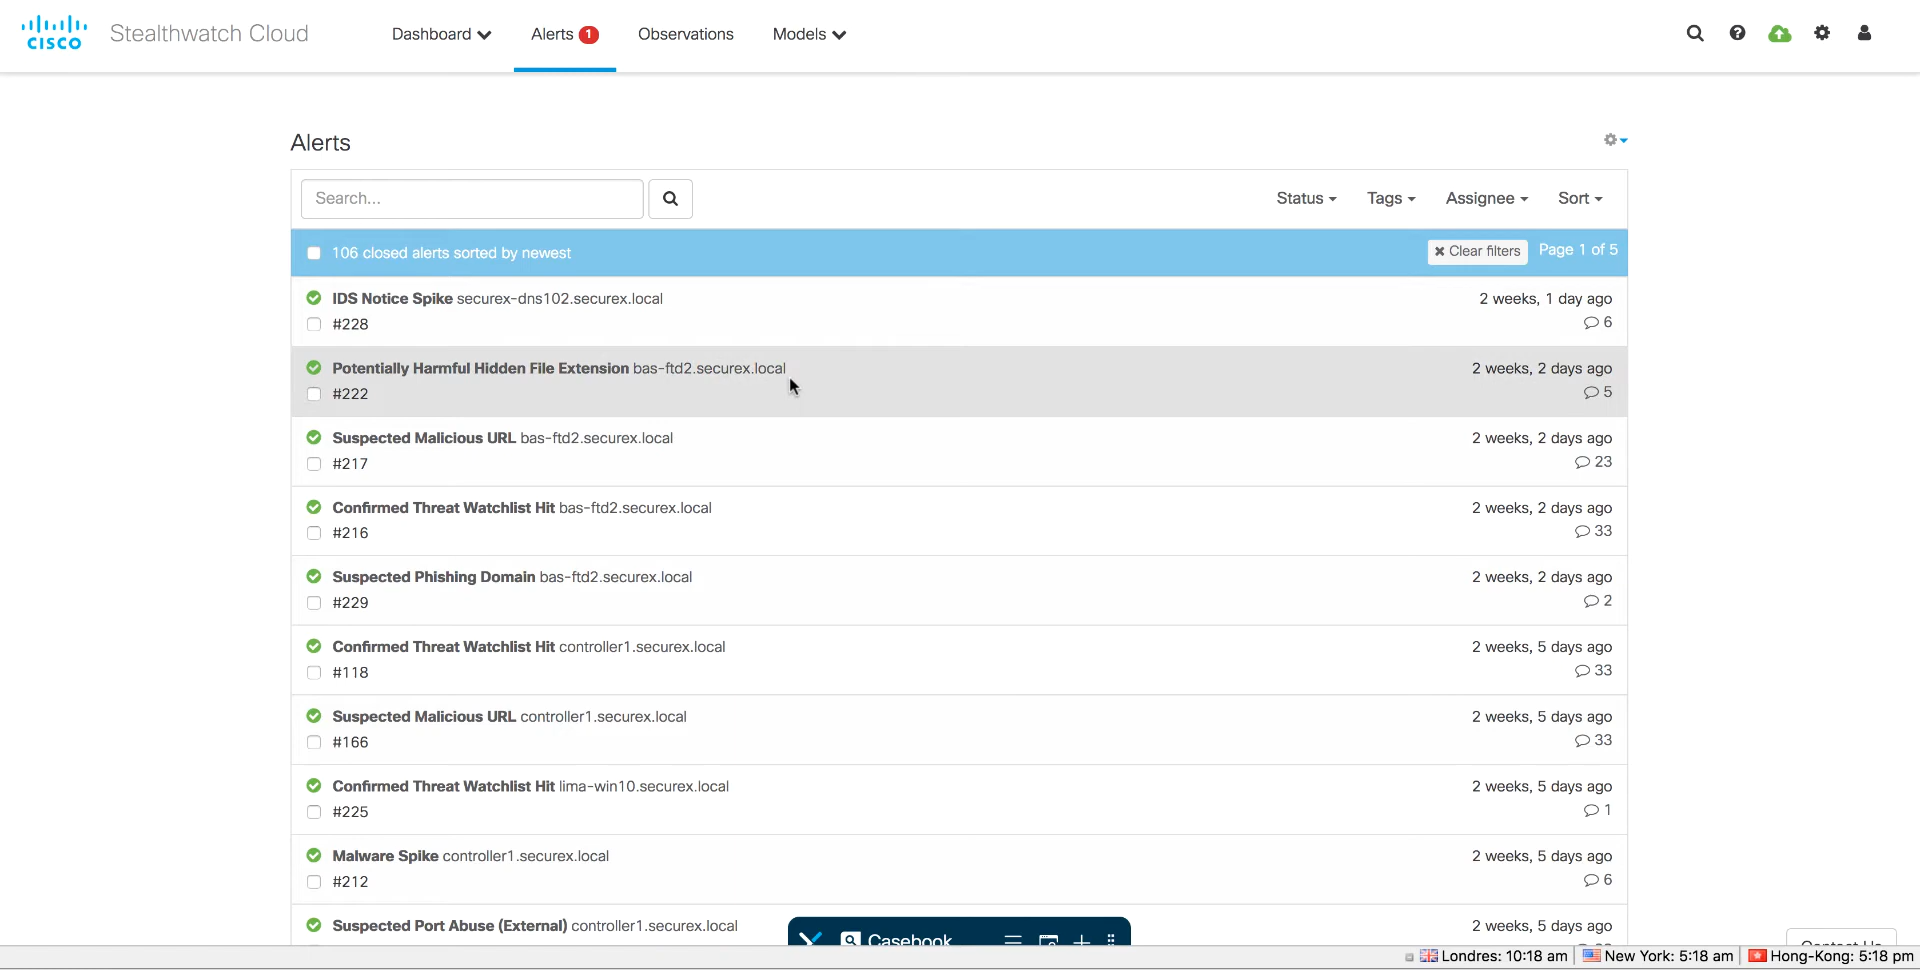 CISCO Stealthwatch Cloud Dashboard Alerts 1 Observations Models
Alerts
Search... Status Tags Assignee Sort
106 closed alerts sorted by newest Clear filters Page 1 of 5
IDS Notice Spike securex-dns102.securex.local 2 weeks, 1 day ago
#228 6
Potentially Harmful Hidden File Extension bas-ftd2.securex.local 2 weeks, 2 days ago
#222 5
Suspected Malicious URL bas-ftd2.securex.local 2 weeks, 2 days ago
#217 23
Confirmed Threat Watchlist Hit bas-ftd2.securex.local 2 weeks, 2 days ago
#216 33
Suspected Phishing Domain bas-ftd2.securex.local 2 weeks, 2 days ago
#229 2
Confirmed Threat Watchlist Hit controller1.securex.local 2 weeks, 5 days ago
#118 33
Suspected Malicious URL controller1.securex.local 2 weeks, 5 days ago
#166 33
Confirmed Threat Watchlist Hit lima-win10.securex.local 2 weeks, 5 days ago
#225 1
Malware Spike controller1.securex.local 2 weeks, 5 days ago
#212 6
Suspected Port Abuse (External) controller1.securex.local 2 weeks, 5 days ago
Casebook
Contact Us
Londres: 10:18 am New York: 5:18 am Hong-Kong: 5:18 pm